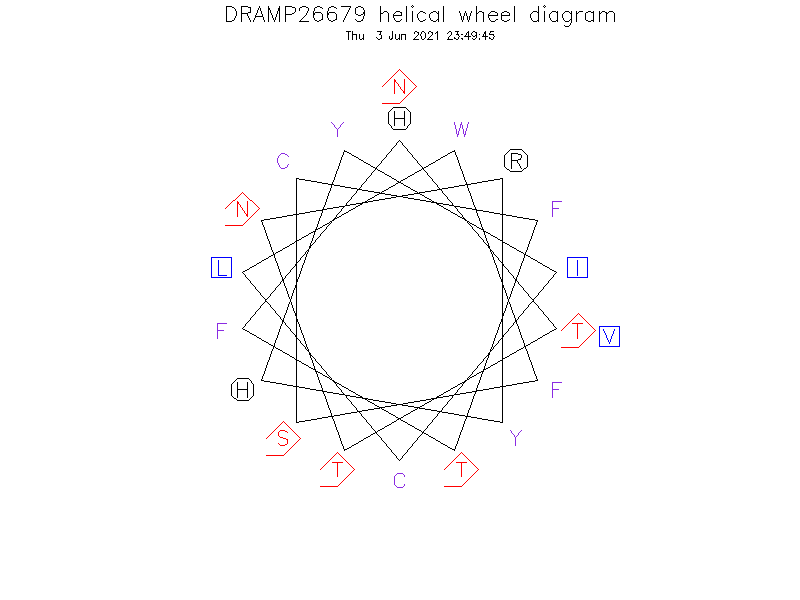 DRAMP26679 helical wheel diagram
Thu 3 Jun 2021 23:49:45
N
H
Y W
C R
N F
L I
F T V
H F
S Y
T C T